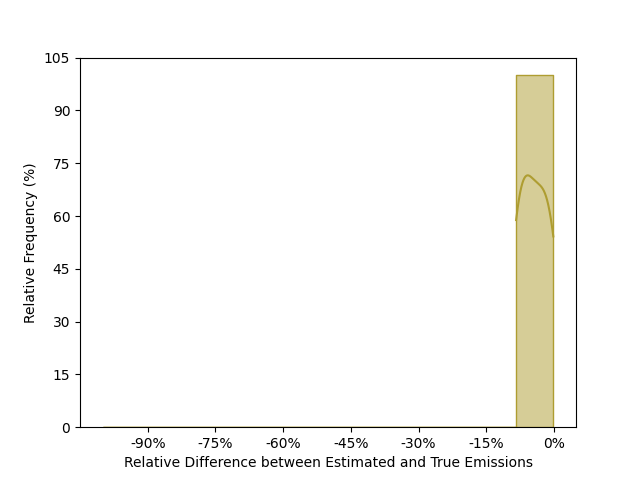 105
90
75
60
45
30
15
0
Relative Frequency (%)
-90% -75% -60% -45% -30% -15% 0%
Relative Difference between Estimated and True Emissions